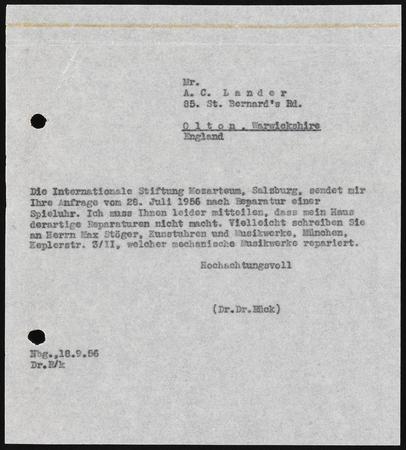 Mr.
A. C. L a n d e r
85. St. Bernard's Rd.
O l t o n , Warwickshire
England
Die Internationale Stiftung Mozarteum, Salzburg, sendet mir
Ihre Anfrage vom 28. Juli 1956 nach Reparatur einer
Spieluhr. Ich muss Ihnen leider mitteilen, dass mein Haus
derartige Reparaturen nicht macht. Vielleicht schreiben Sie
an Herrn Max Stöger, Kunstuhren und Musikwerke, München,
Keplerstr. 3/II, welcher mechanische Musikwerke repariert.
Hochachtungsvoll
(Dr.Dr.Rück)
Nbg.,18.9.56
Dr.R/k